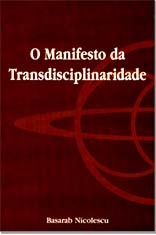 O Manifesto da
Transdisciplinaridade
Basarab Nicolescu